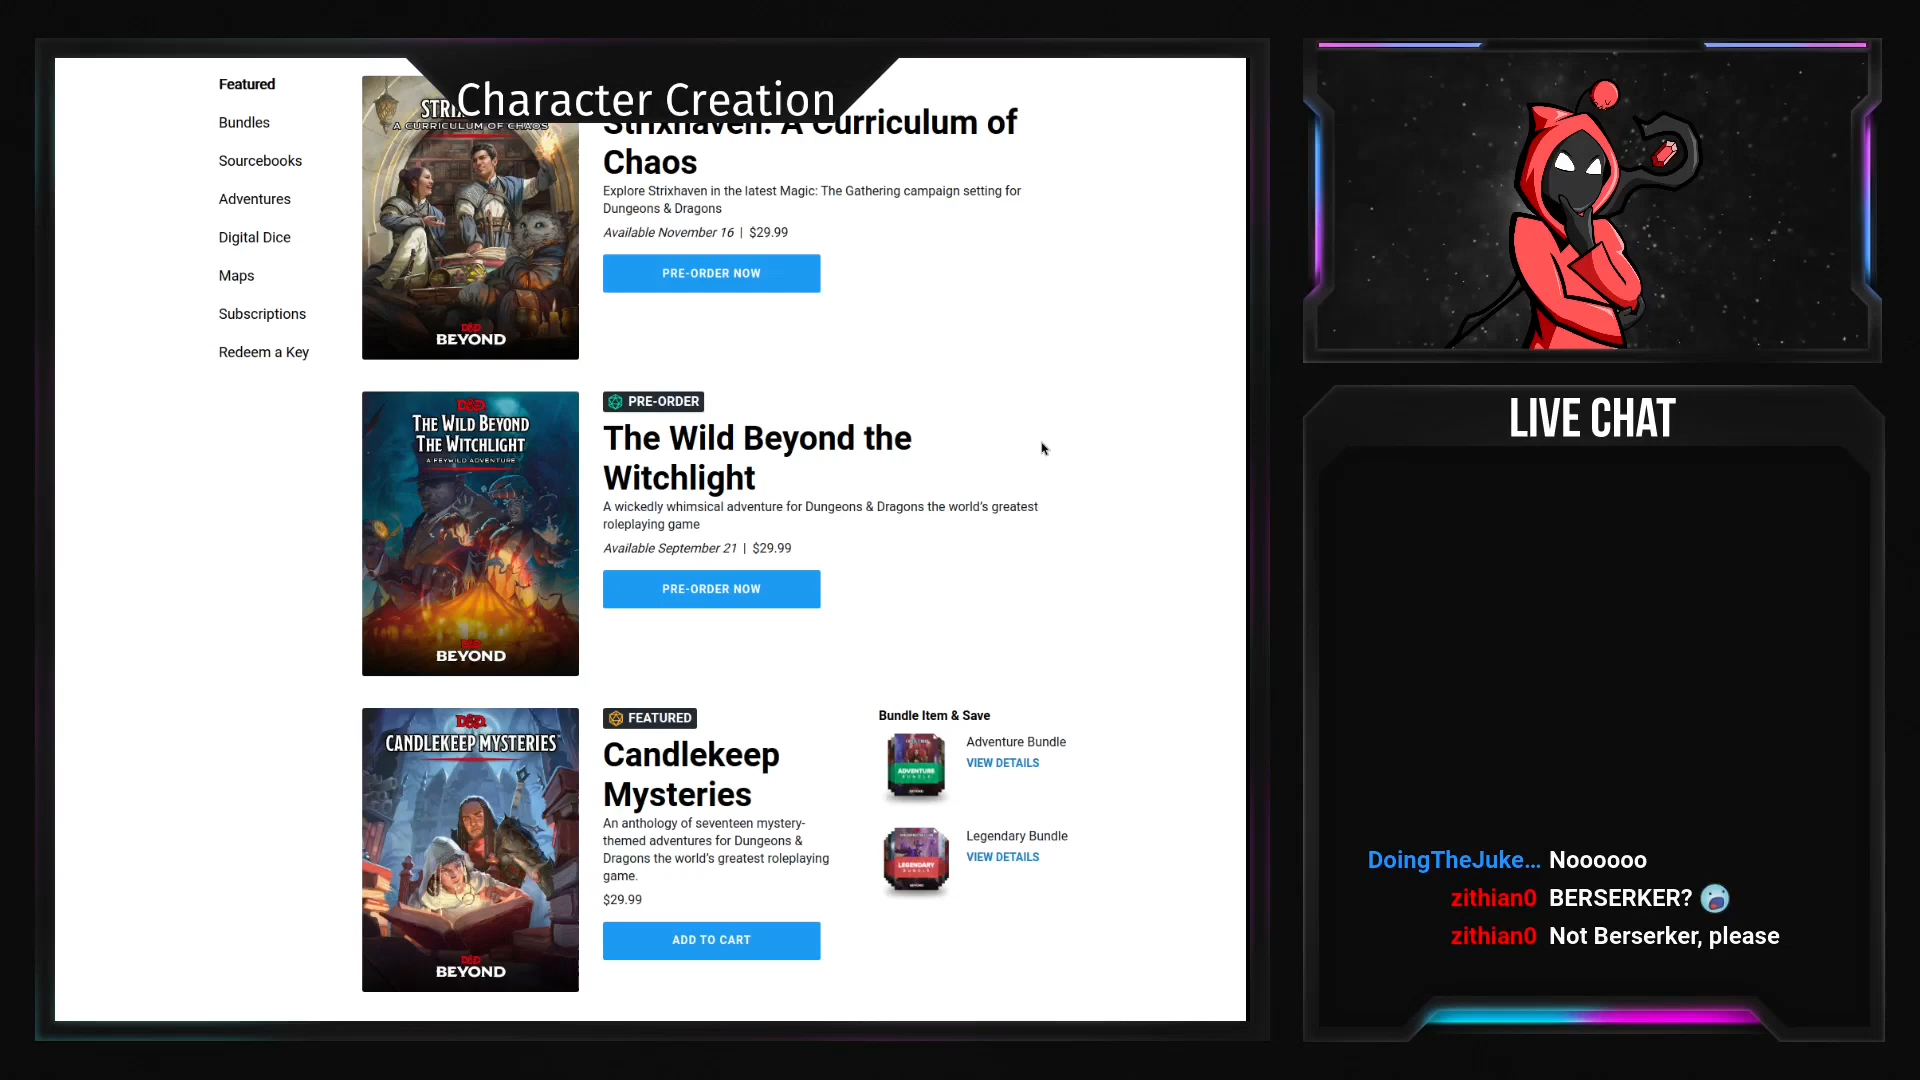 Character Creation
Featured
Bundles
Sourcebooks
Adventures
Digital Dice
Maps
Subscriptions
Redeem a Key
A CURRICULUM OF CHAOS
D&D
BEYOND
Strixhaven: A Curriculum of
Chaos
Explore Strixhaven in the latest Magic: The Gathering campaign setting for
Dungeons & Dragons
Available November 16 | $29.99
PRE-ORDER NOW
D&D
THE WILD BEYOND
THE WITCHLIGHT
A FEYWILD ADVENTURE
D&D
BEYOND
PRE-ORDER
The Wild Beyond the
Witchlight
A wickedly whimsical adventure for Dungeons & Dragons the world's greatest
roleplaying game
Available September 21 | $29.99
PRE-ORDER NOW
D&D
CANDLEKEEP MYSTERIES
D&D
BEYOND
FEATURED
Candlekeep
Mysteries
An anthology of seventeen mystery-
themed adventures for Dungeons &
Dragons the world's greatest roleplaying
game.
$29.99
ADD TO CART
Bundle Item & Save
ADVENTURE
BUNDLE
Adventure Bundle
VIEW DETAILS
LEGENDARY
BUNDLE
Legendary Bundle
VIEW DETAILS
LIVE CHAT
DoingTheJuke... Noooooo
zithian0 BERSERKER?
zithian0 Not Berserker, please